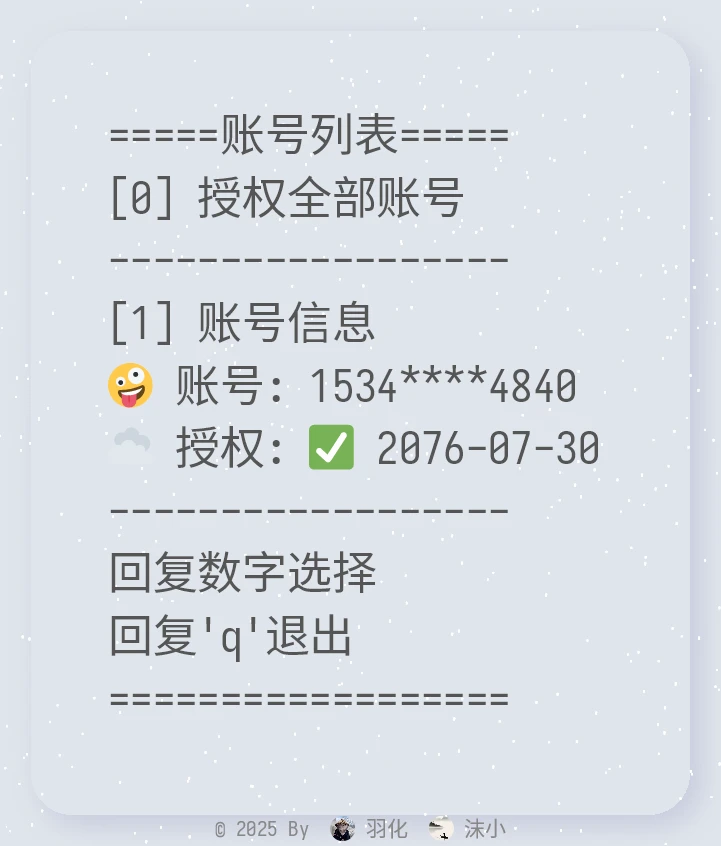 =====账号列表=====
[0] 授权全部账号
------------------
[1] 账号信息
🤪 账号: 1534****4840
☁️ 授权: ✅ 2076-07-30
------------------
回复数字选择
回复'q'退出
==================
© 2025 By 羽化 沫小